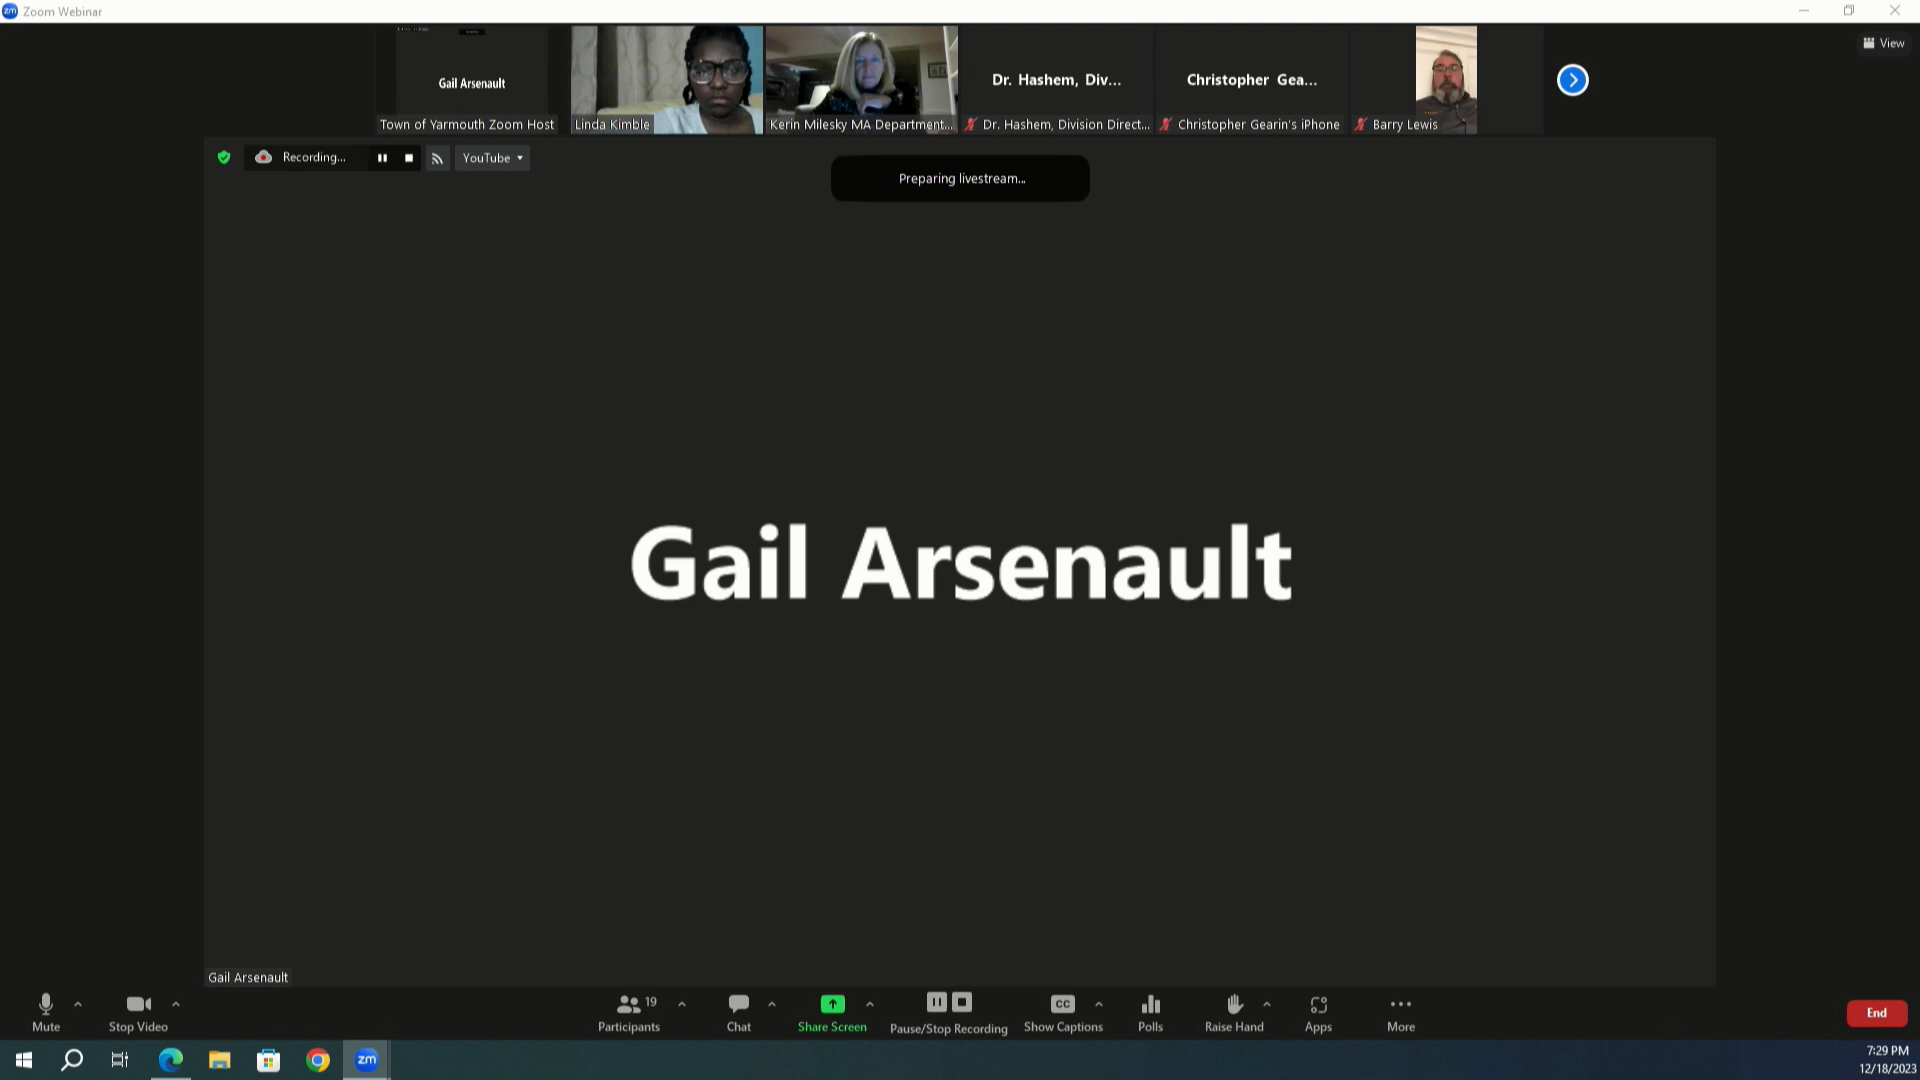 zm Zoom Webinar
View
Gail Arsenault
Town of Yarmouth Zoom Host
Linda Kimble
Kerin Milesky MA Department...
Dr. Hashem, Div...
Dr. Hashem, Division Direct...
Christopher Gea...
Christopher Gearin's iPhone
Barry Lewis
Recording...
YouTube
Preparing livestream...
Gail Arsenault
Gail Arsenault
Mute
Stop Video
19
Participants
Chat
Share Screen
Pause/Stop Recording
CC
Show Captions
Polls
Raise Hand
Apps
More
End
zm
7:29 PM
12/18/2023